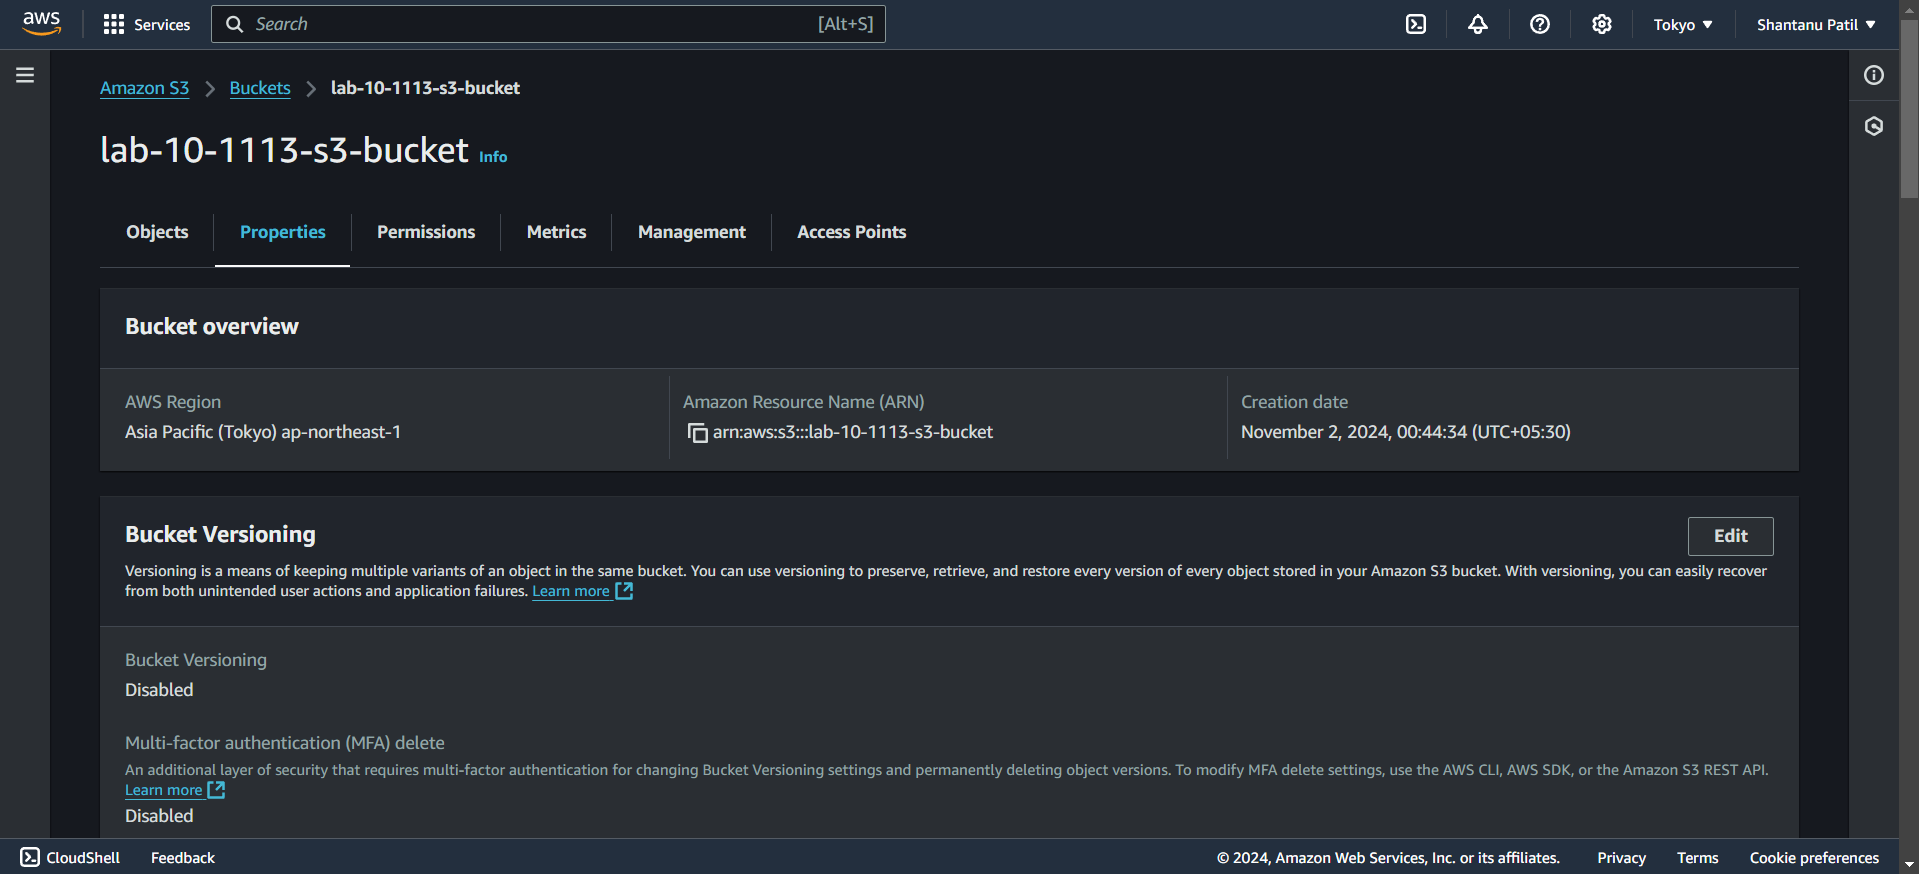 aws
Services
Search [Alt+S]
Tokyo
Shantanu Patil
Amazon S3 Buckets lab-10-1113-s3-bucket
lab-10-1113-s3-bucket Info
Objects Properties Permissions Metrics Management Access Points
Bucket overview
AWS Region
Asia Pacific (Tokyo) ap-northeast-1
Amazon Resource Name (ARN)
arn:aws:s3:::lab-10-1113-s3-bucket
Creation date
November 2, 2024, 00:44:34 (UTC+05:30)
Bucket Versioning
Edit
Versioning is a means of keeping multiple variants of an object in the same bucket. You can use versioning to preserve, retrieve, and restore every version of every object stored in your Amazon S3 bucket. With versioning, you can easily recover
from both unintended user actions and application failures. Learn more
Bucket Versioning
Disabled
Multi-factor authentication (MFA) delete
An additional layer of security that requires multi-factor authentication for changing Bucket Versioning settings and permanently deleting object versions. To modify MFA delete settings, use the AWS CLI, AWS SDK, or the Amazon S3 REST API.
Learn more
Disabled
CloudShell Feedback © 2024, Amazon Web Services, Inc. or its affiliates. Privacy Terms Cookie preferences